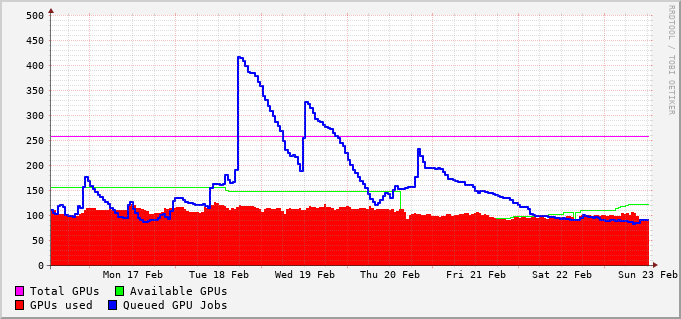 500
450
400
350
300
250
200
150
100
50
0
Mon 17 Feb Tue 18 Feb Wed 19 Feb Thu 20 Feb Fri 21 Feb Sat 22 Feb Sun 23 Feb
Total GPUs Available GPUs
GPUs used Queued GPU Jobs
RRDTOOL / TOBI OETIKER